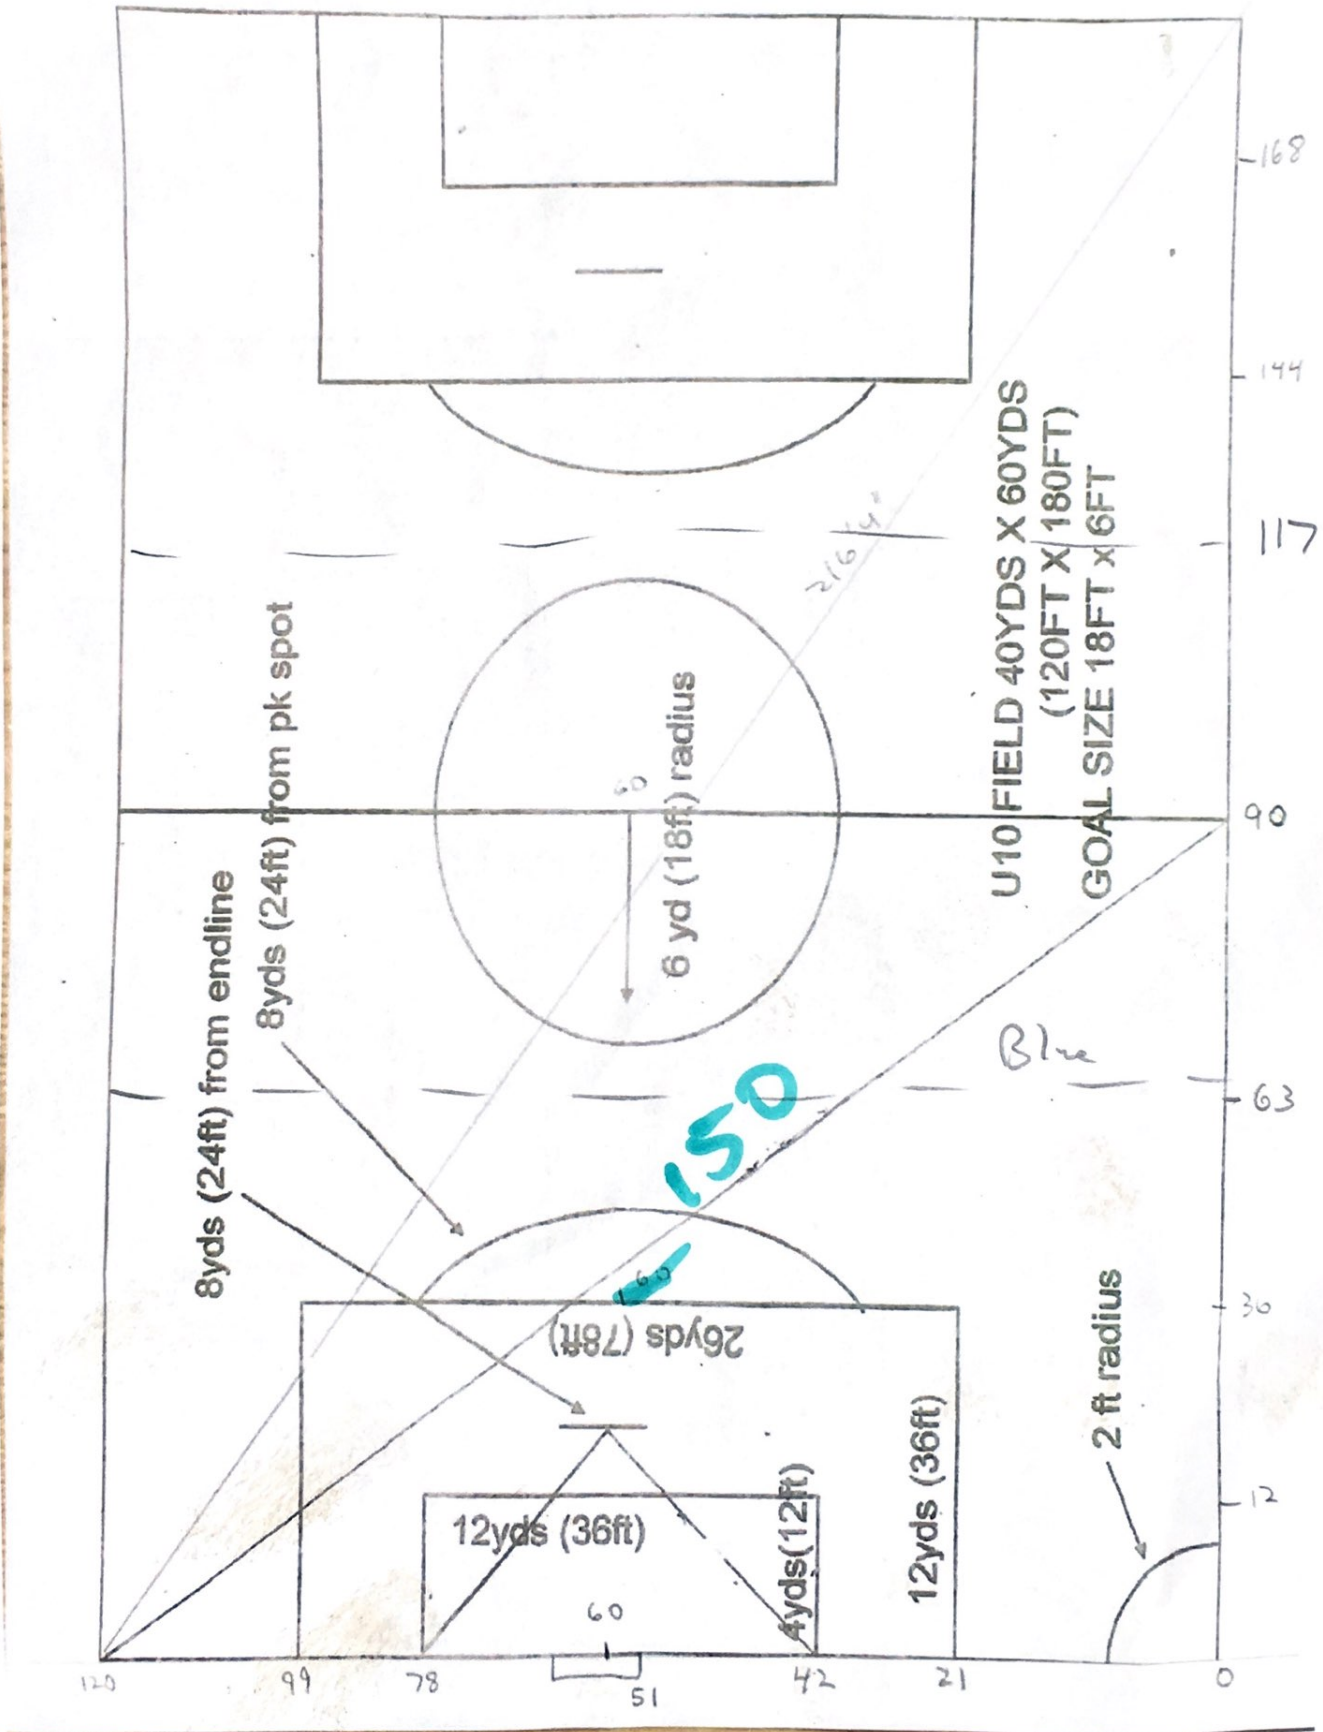 168
144
U10 FIELD 40YDS X 60YDS
(120FT X 180FT)
GOAL SIZE 18FT x 6FT
117
216' 4"
8yds (24ft) from pk spot
8yds (24ft) from endline
60
6 yd (18ft) radius
90
Blue
63
150
60
26yds (78ft)
36
2 ft radius
12yds (36ft)
4yds(12ft)
12yds (36ft)
12
60
120
99
78
51
42
21
0